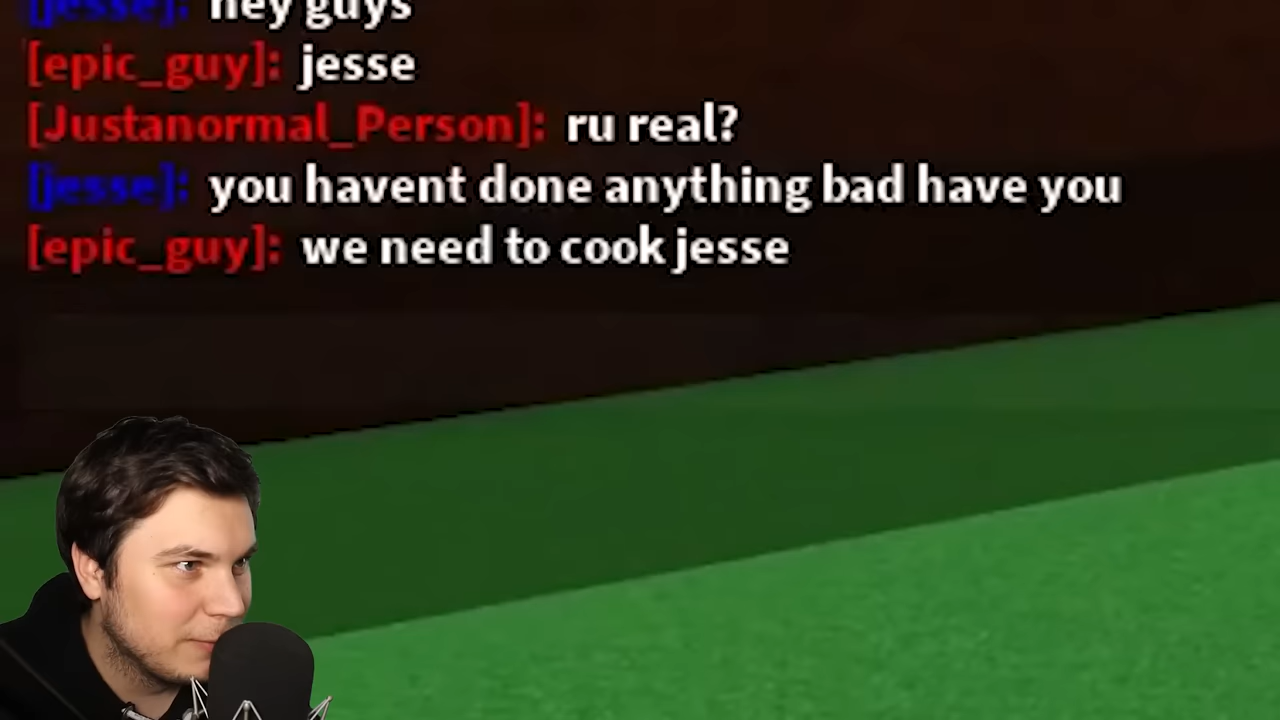 [jesse]: hey guys
[epic_guy]: jesse
[Justanormal_Person]: ru real?
[jesse]: you havent done anything bad have you
[epic_guy]: we need to cook jesse